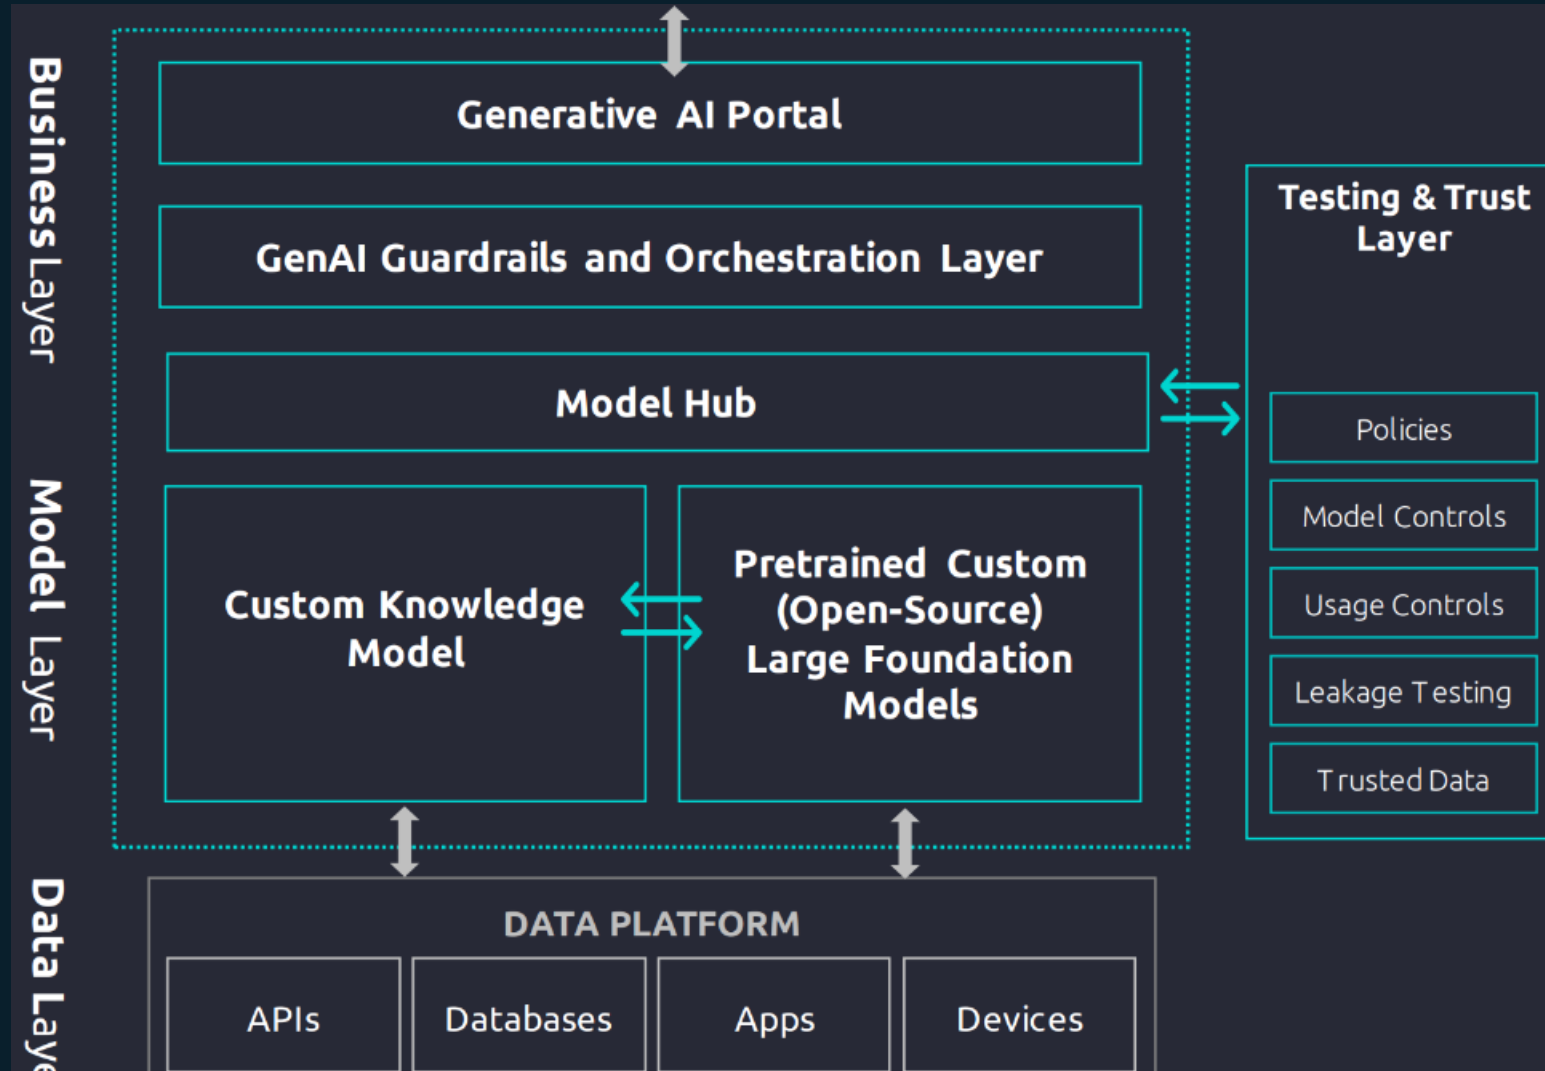 Business Layer
Generative AI Portal
GenAI Guardrails and Orchestration Layer
Model Hub
Model Layer
Custom Knowledge
Model
Pretrained Custom
(Open-Source)
Large Foundation
Models
Testing & Trust
Layer
Policies
Model Controls
Usage Controls
Leakage Testing
Trusted Data
Data Laye
DATA PLATFORM
APIs
Databases
Apps
Devices